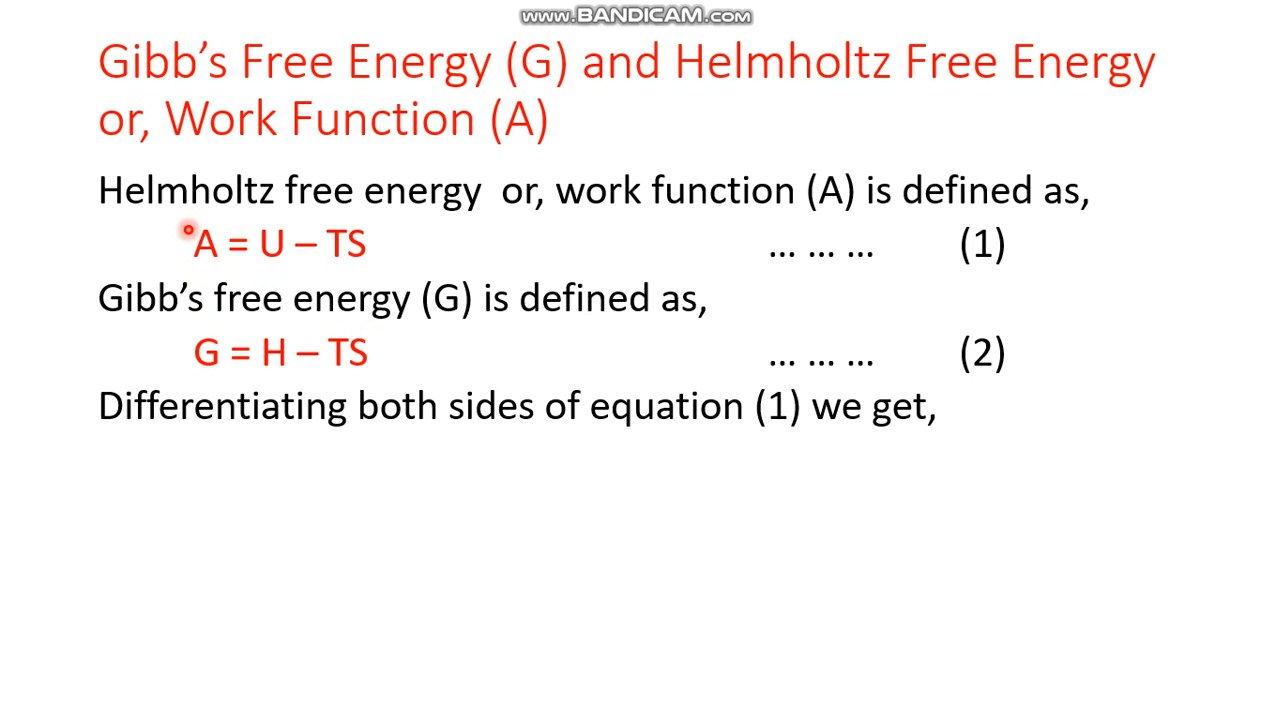 www.BANDICAM.com
Gibb’s Free Energy (G) and Helmholtz Free Energy
or, Work Function (A)
Helmholtz free energy  or, work function (A) is defined as,
A = U – TS … … … (1)
Gibb’s free energy (G) is defined as,
G = H – TS … … … (2)
Differentiating both sides of equation (1) we get,